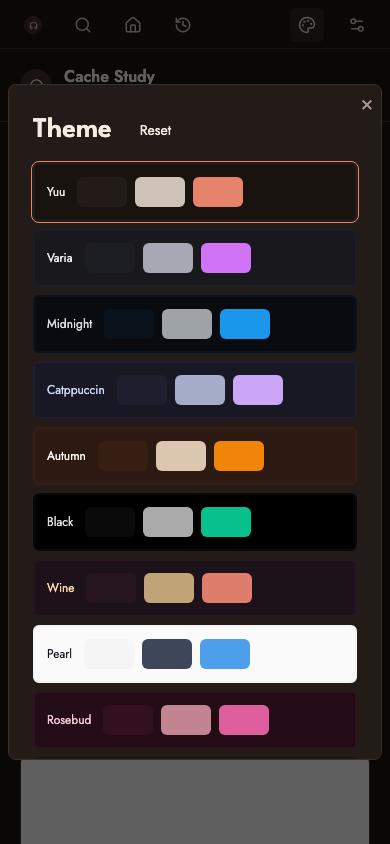 Cache Study
Theme
Reset
Yuu
Varia
Midnight
Catppuccin
Autumn
Black
Wine
Pearl
Rosebud